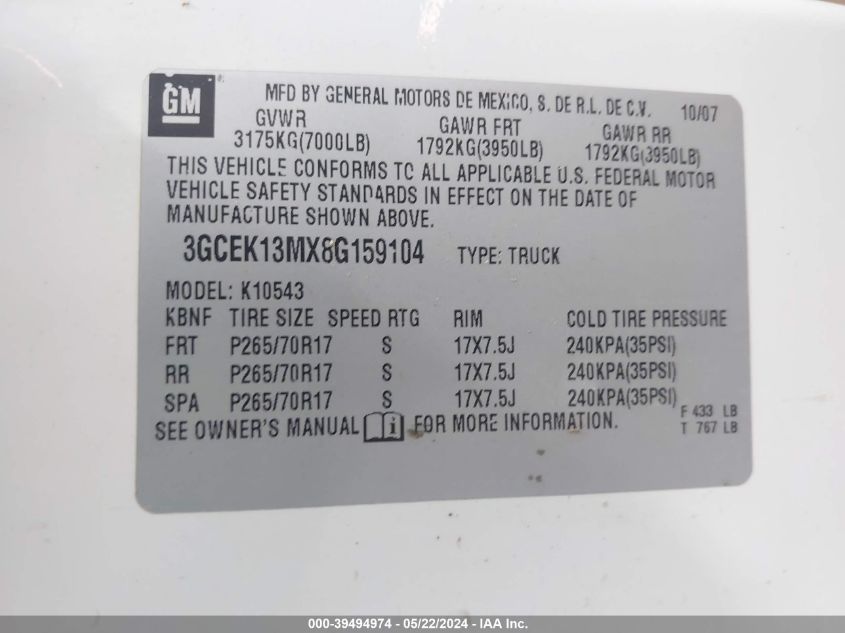 GM
MFD BY GENERAL MOTORS DE MEXICO, S. DE R.L. DE C.V. 10/07
GVWR GAWR FRT GAWR RR
3175KG(7000LB) 1792KG(3950LB) 1792KG(3950LB)
THIS VEHICLE CONFORMS TO ALL APPLICABLE U.S. FEDERAL MOTOR
VEHICLE SAFETY STANDARDS IN EFFECT ON THE DATE OF
MANUFACTURE SHOWN ABOVE.
3GCEK13MX8G159104 TYPE: TRUCK
MODEL: K10543
KBNF TIRE SIZE SPEED RTG RIM COLD TIRE PRESSURE
FRT P265/70R17 S 17X7.5J 240KPA(35PSI)
RR P265/70R17 S 17X7.5J 240KPA(35PSI)
SPA P265/70R17 S 17X7.5J 240KPA(35PSI)
F 433 LB
SEE OWNER'S MANUAL i FOR MORE INFORMATION.
T 767 LB
000-39494974 - 05/22/2024 - IAA Inc.